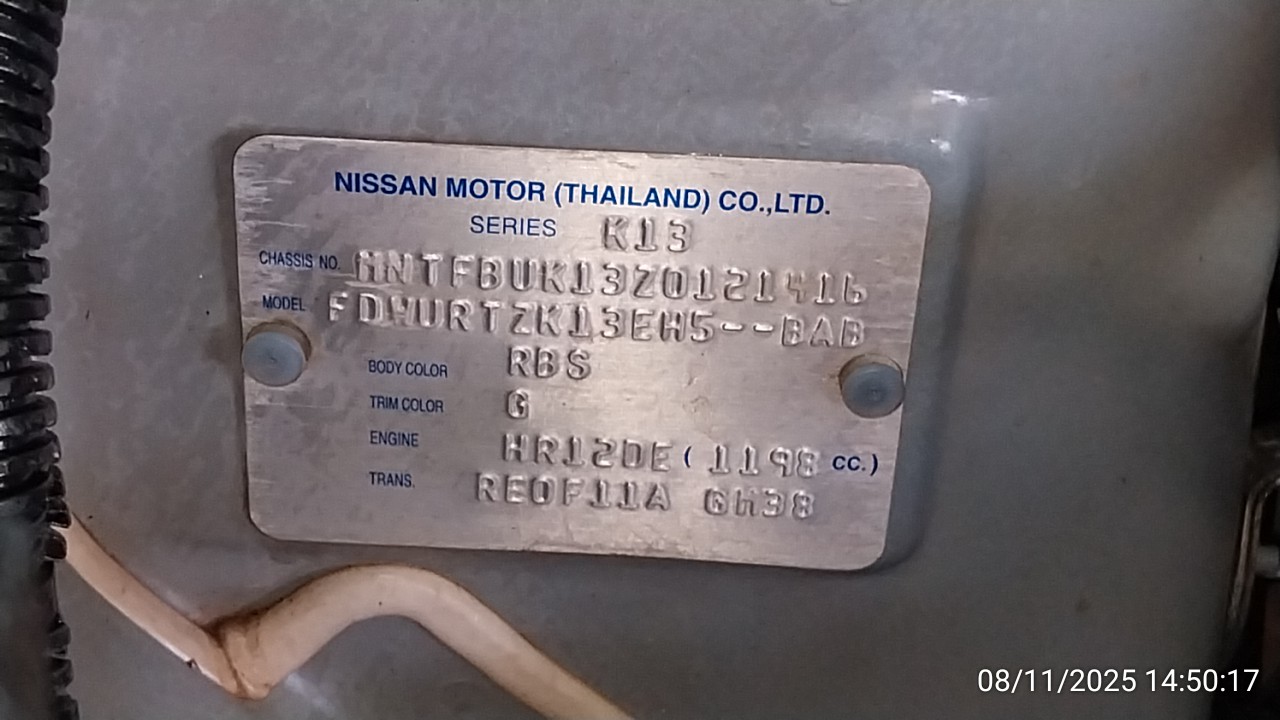 NISSAN MOTOR (THAILAND) CO.,LTD.
SERIES K13
CHASSIS NO. MNTFBUK13Z0121416
MODEL FDWURTZK13EH5--BAB
BODY COLOR RBS
TRIM COLOR G
ENGINE HR12DE ( 1198 CC.)
TRANS. RE0F11A GH38
08/11/2025 14:50:17